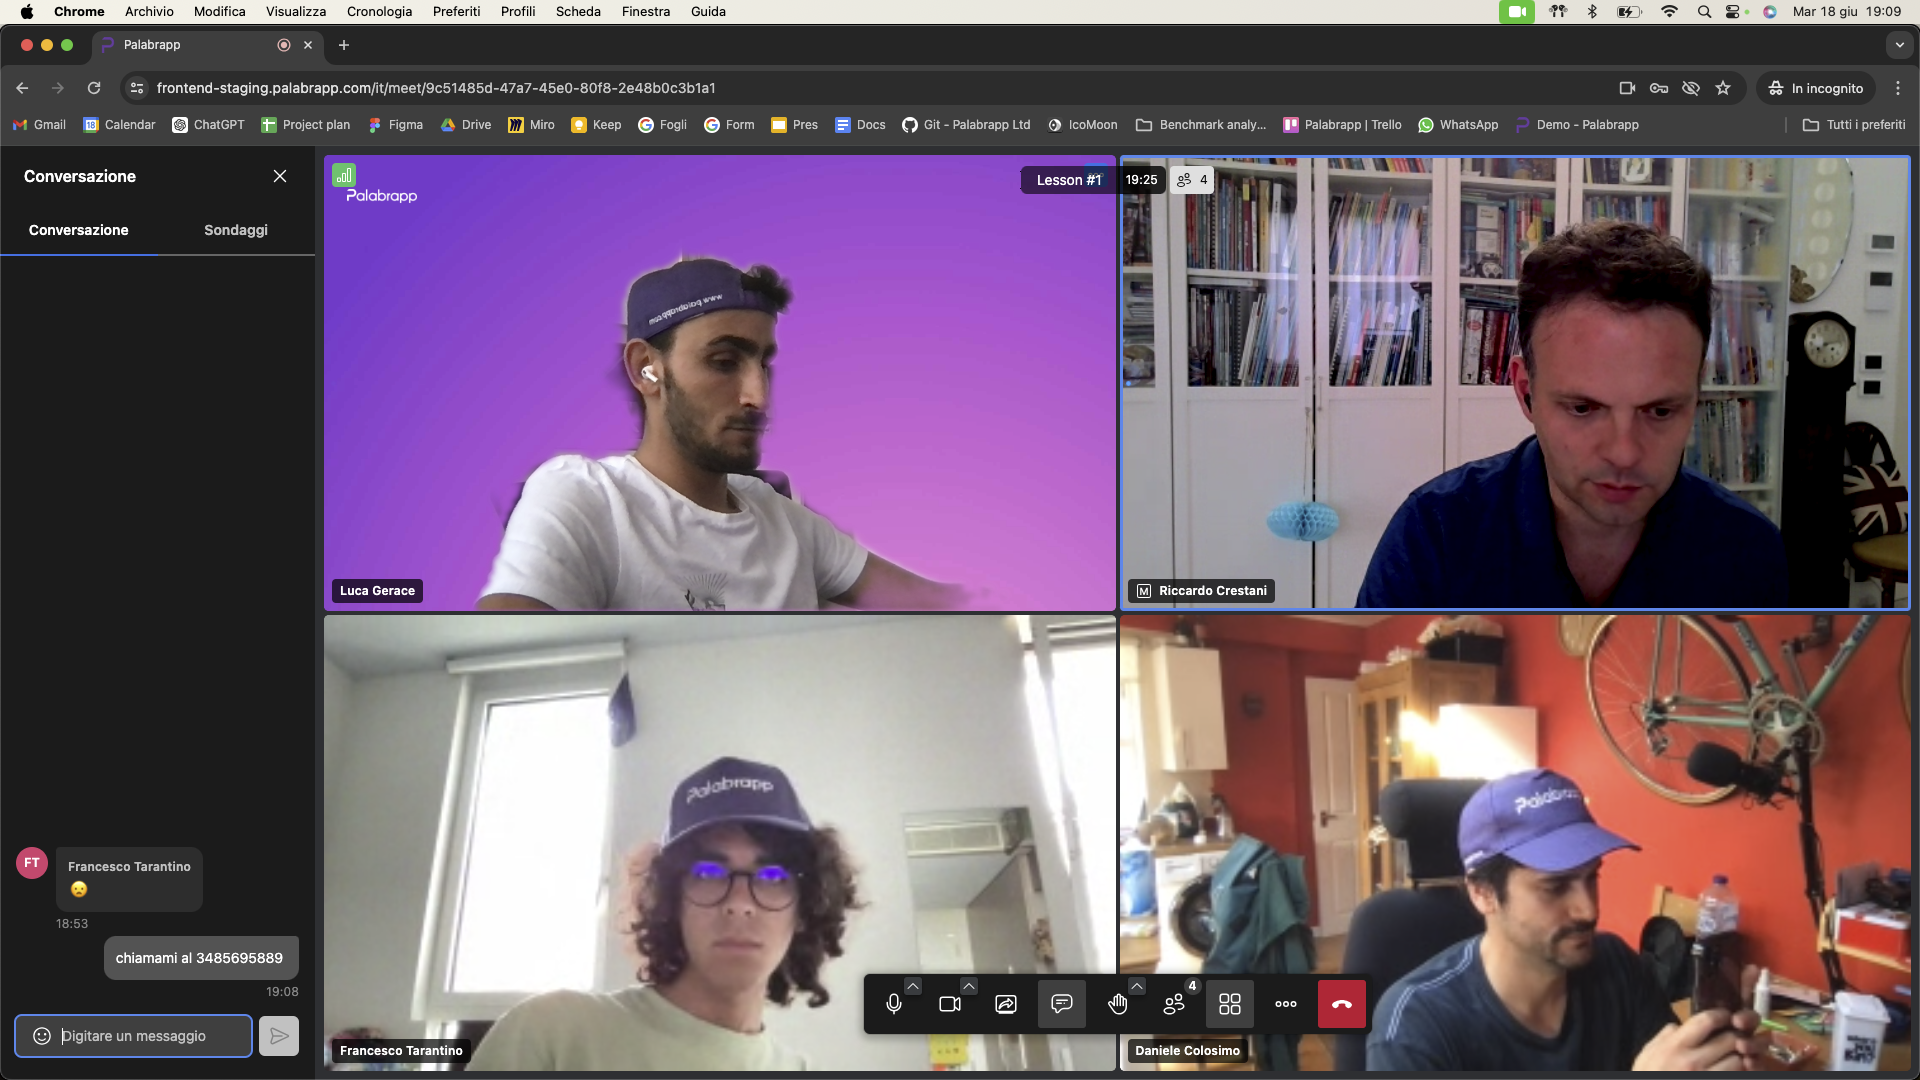 Chrome Archivio Modifica Visualizza Cronologia Preferiti Profili Scheda Finestra Guida Mar 18 giu 19:09
Palabrapp
frontend-staging.palabrapp.com/it/meet/9c51485d-47a7-45e0-80f8-2e48b0c3b1a1 In incognito
Gmail Calendar ChatGPT Project plan Figma Drive Miro Keep Fogli Form Pres Docs Git - Palabrapp Ltd IcoMoon Benchmark analy... Palabrapp | Trello WhatsApp Demo - Palabrapp Tutti i preferiti
Conversazione
Conversazione Sondaggi
Palabrapp
Lesson #1 19:25 4
www.palabrapp.com
Luca Gerace
M Riccardo Crestani
Palabrapp
Palabrapp
FT
Francesco Tarantino
18:53
chiamami al 3485695889
19:08
Digitare un messaggio
4
Francesco Tarantino
Daniele Colosimo